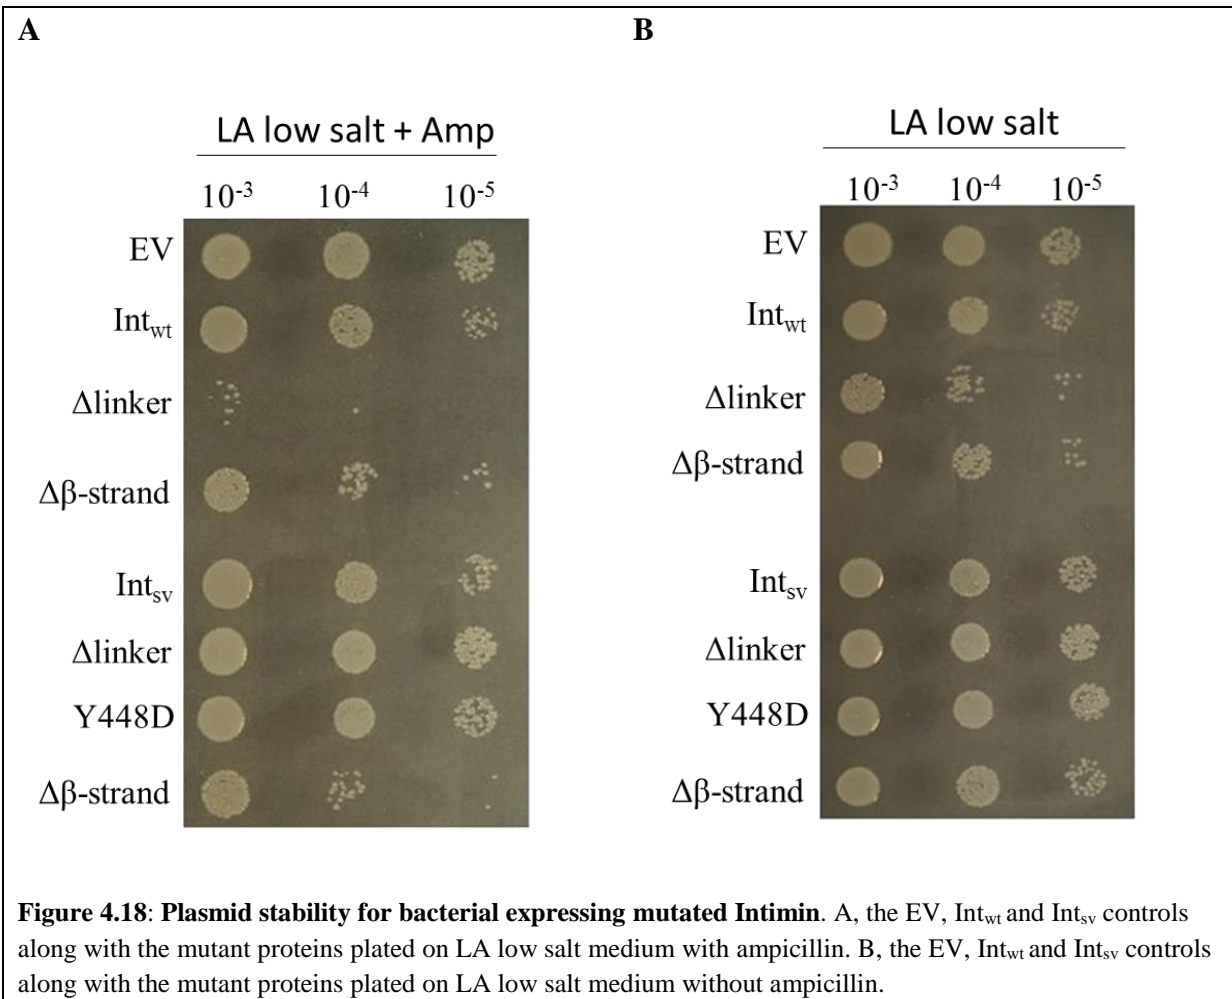 A
B
LA low salt + Amp
LA low salt
10-3 10-4 10-5
10-3 10-4 10-5
EV
Intwt
Δlinker
Δβ-strand
Intsv
Δlinker
Y448D
Δβ-strand
EV
Intwt
Δlinker
Δβ-strand
Intsv
Δlinker
Y448D
Δβ-strand
Figure 4.18: Plasmid stability for bacterial expressing mutated Intimin. A, the EV, Intwt and Intsv controls
along with the mutant proteins plated on LA low salt medium with ampicillin. B, the EV, Intwt and Intsv controls
along with the mutant proteins plated on LA low salt medium without ampicillin.